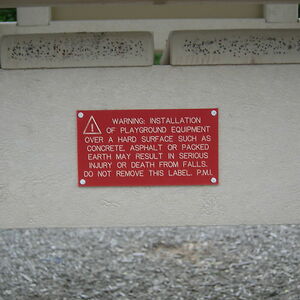 WARNING: INSTALLATION
OF PLAYGROUND EQUIPMENT
OVER A HARD SURFACE SUCH AS
CONCRETE, ASPHALT OR PACKED
EARTH MAY RESULT IN SERIOUS
INJURY OR DEATH FROM FALLS.
DO NOT REMOVE THIS LABEL. P.M.I.